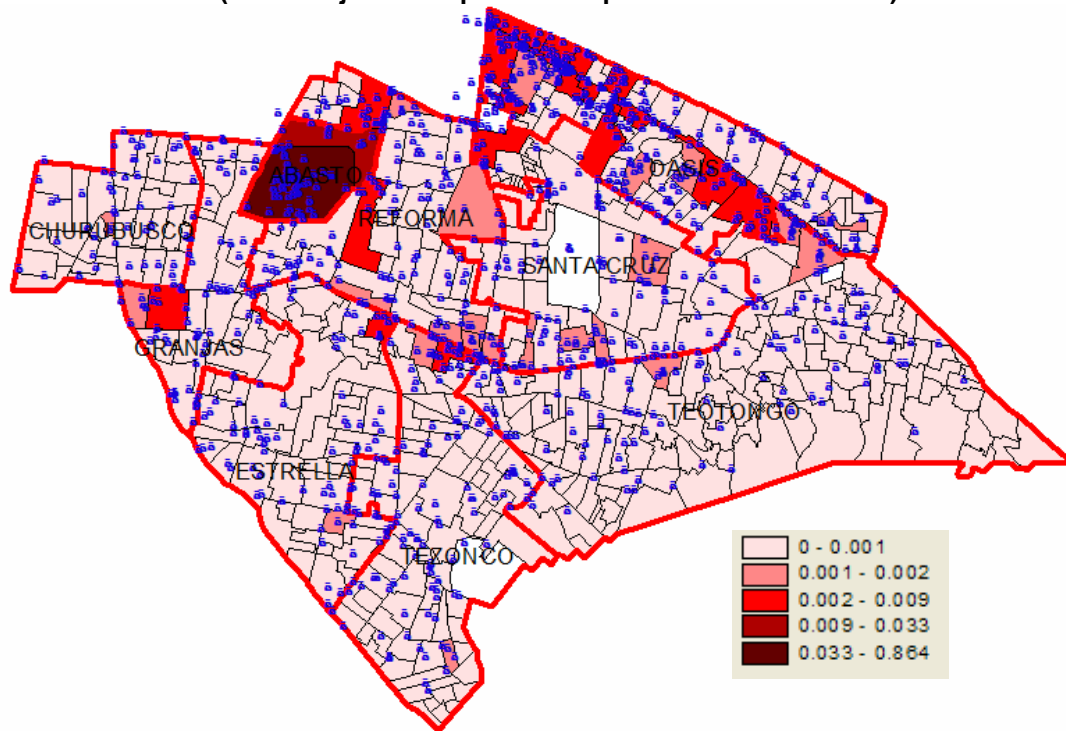 ABASTO
OASIS
CHURUBUSCO
REFORMA
SANTA CRUZ
GRANJAS
TEOTONGO
ESTRELLA
TEZONCO
0 - 0.001
0.001 - 0.002
0.002 - 0.009
0.009 - 0.033
0.033 - 0.864